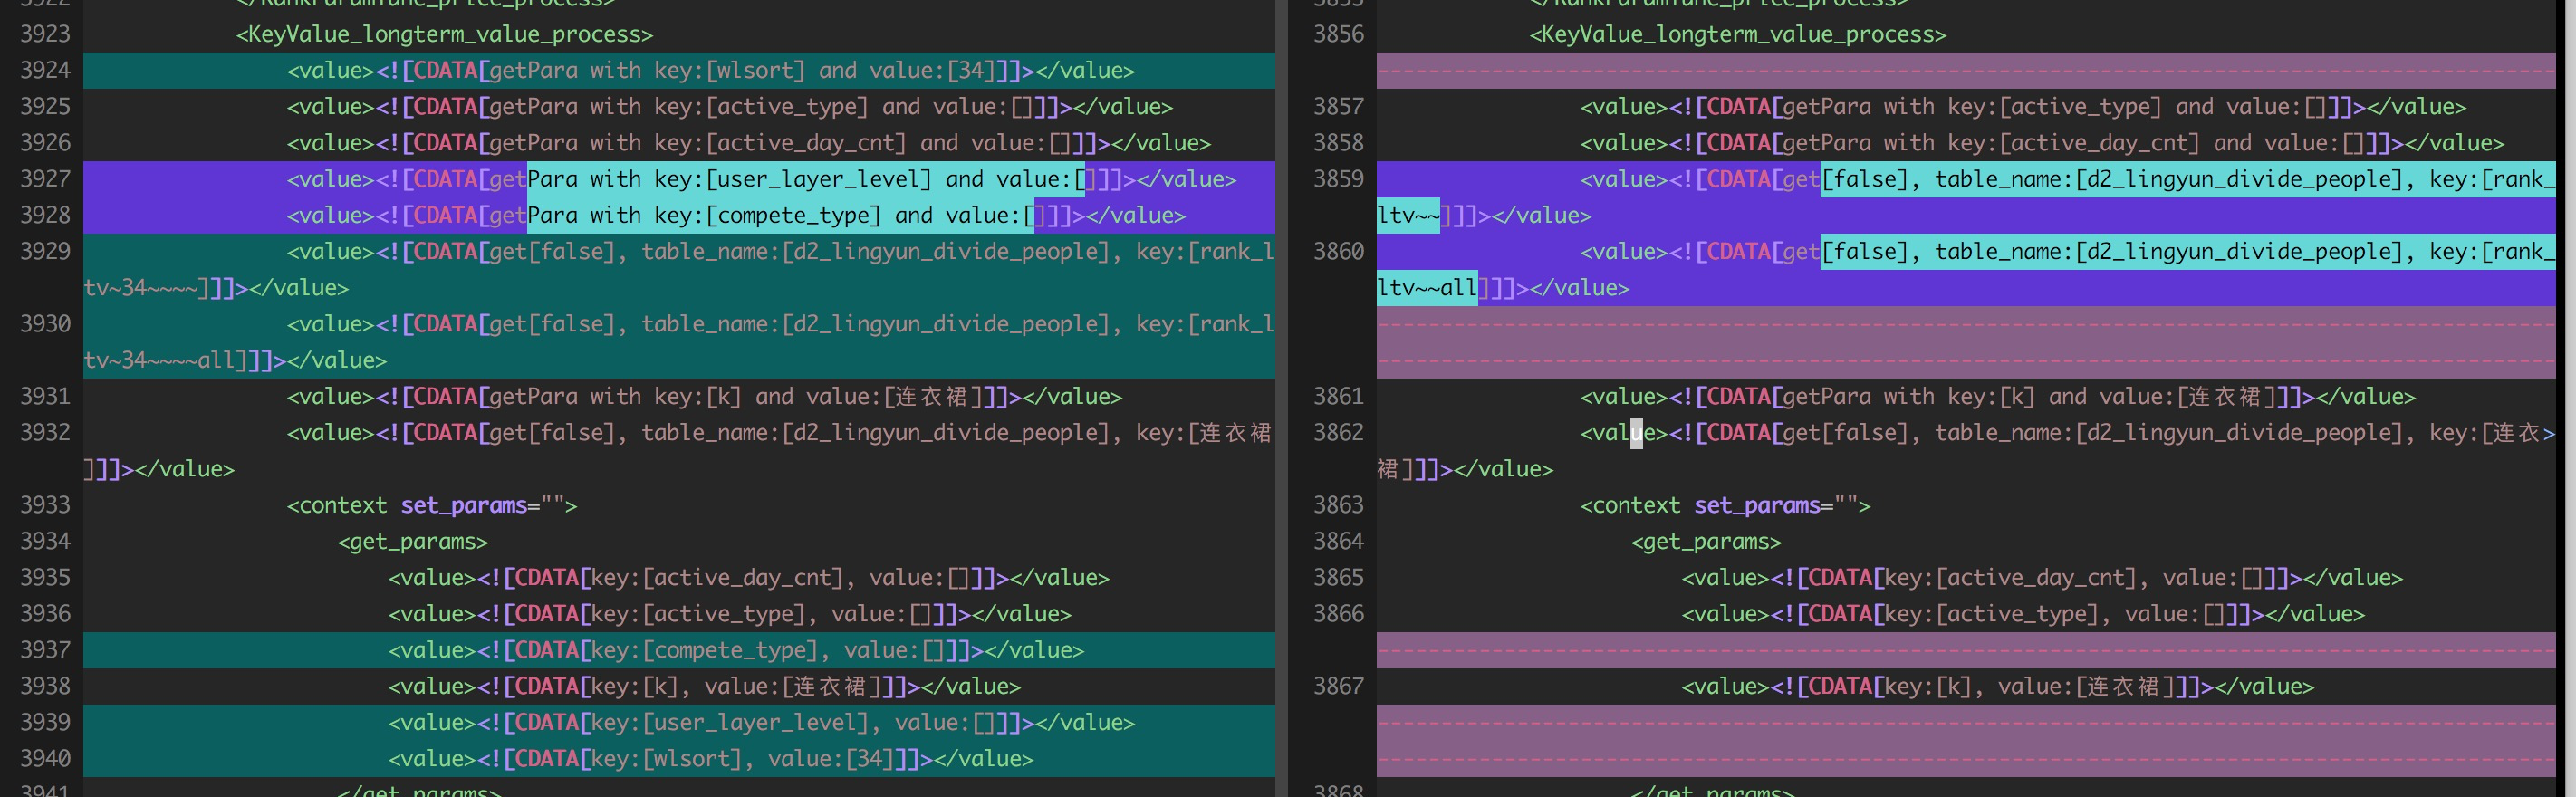 3922 </RankParamTune_price_process>
3923 <KeyValue_longterm_value_process>
3924 <value><![CDATA[getPara with key:[wlsort] and value:[34]]]></value>
3925 <value><![CDATA[getPara with key:[active_type] and value:[]]]></value>
3926 <value><![CDATA[getPara with key:[active_day_cnt] and value:[]]]></value>
3927 <value><![CDATA[getPara with key:[user_layer_level] and value:[]]]></value>
3928 <value><![CDATA[getPara with key:[compete_type] and value:[]]]></value>
3929 <value><![CDATA[get[false], table_name:[d2_lingyun_divide_people], key:[rank_l
tv~34~~~~]]]></value>
3930 <value><![CDATA[get[false], table_name:[d2_lingyun_divide_people], key:[rank_l
tv~34~~~~all]]]></value>
3931 <value><![CDATA[getPara with key:[k] and value:[连衣裙]]]></value>
3932 <value><![CDATA[get[false], table_name:[d2_lingyun_divide_people], key:[连衣裙
]]]></value>
3933 <context set_params="">
3934 <get_params>
3935 <value><![CDATA[key:[active_day_cnt], value:[]]]></value>
3936 <value><![CDATA[key:[active_type], value:[]]]></value>
3937 <value><![CDATA[key:[compete_type], value:[]]]></value>
3938 <value><![CDATA[key:[k], value:[连衣裙]]]></value>
3939 <value><![CDATA[key:[user_layer_level], value:[]]]></value>
3940 <value><![CDATA[key:[wlsort], value:[34]]]></value>
3941 </get_params>
3855 </RankParamTune_price_process>
3856 <KeyValue_longterm_value_process>
3857 <value><![CDATA[getPara with key:[active_type] and value:[]]]></value>
3858 <value><![CDATA[getPara with key:[active_day_cnt] and value:[]]]></value>
3859 <value><![CDATA[get[false], table_name:[d2_lingyun_divide_people], key:[rank_
ltv~~]]]></value>
3860 <value><![CDATA[get[false], table_name:[d2_lingyun_divide_people], key:[rank_
ltv~~all]]]></value>
3861 <value><![CDATA[getPara with key:[k] and value:[连衣裙]]]></value>
3862 <value><![CDATA[get[false], table_name:[d2_lingyun_divide_people], key:[连衣>
裙]]]></value>
3863 <context set_params="">
3864 <get_params>
3865 <value><![CDATA[key:[active_day_cnt], value:[]]]></value>
3866 <value><![CDATA[key:[active_type], value:[]]]></value>
3867 <value><![CDATA[key:[k], value:[连衣裙]]]></value>
3868 </get_params>